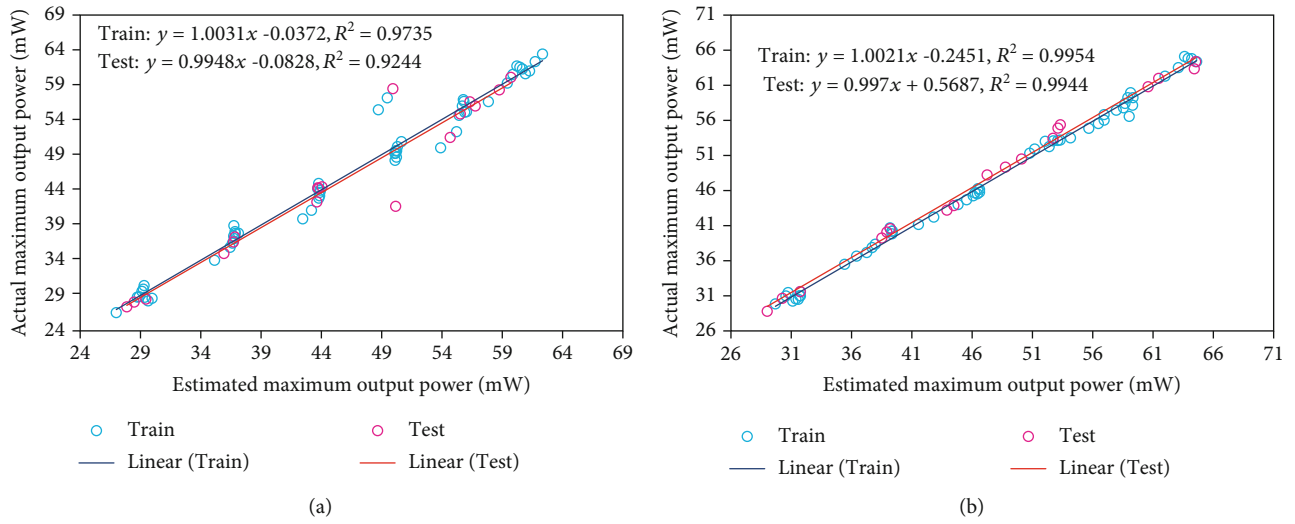 Actual maximum output power (mW)
69
64
59
54
49
44
39
34
29
24
Train: y = 1.0031x -0.0372, R² = 0.9735
Test: y = 0.9948x -0.0828, R² = 0.9244
24 29 34 39 44 49 54 59 64 69
Estimated maximum output power (mW)
Train
Test
Linear (Train)
Linear (Test)
(a)
Actual maximum output power (mW)
71
66
61
56
51
46
41
36
31
26
Train: y = 1.0021x -0.2451, R² = 0.9954
Test: y = 0.997x + 0.5687, R² = 0.9944
26 31 36 41 46 51 56 61 66 71
Estimated maximum output power (mW)
Train
Test
Linear (Train)
Linear (Test)
(b)